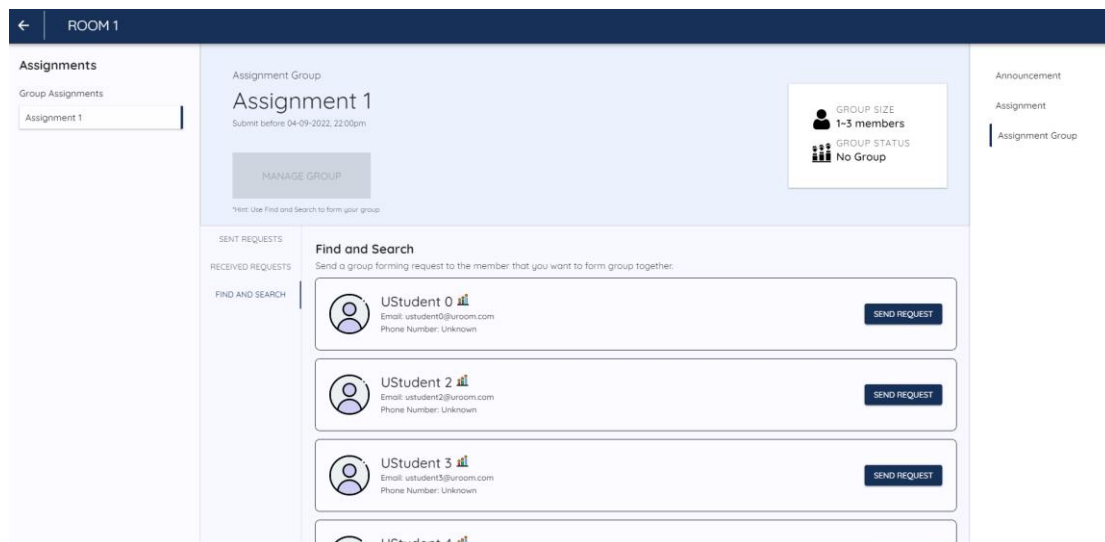 ROOM 1
Assignments
Group Assignments
Assignment 1
Assignment Group
Assignment 1
Submit before 04-09-2022, 22:00pm
MANAGE GROUP
*Hint: Use Find and Search to form your group
GROUP SIZE
1~3 members
GROUP STATUS
No Group
Announcement
Assignment
Assignment Group
SENT REQUESTS
RECEIVED REQUESTS
FIND AND SEARCH
Find and Search
Send a group forming request to the member that you want to form group together.
UStudent 0
Email: ustudent0@uroom.com
Phone Number: Unknown
SEND REQUEST
UStudent 2
Email: ustudent2@uroom.com
Phone Number: Unknown
SEND REQUEST
UStudent 3
Email: ustudent3@uroom.com
Phone Number: Unknown
SEND REQUEST
UStudent 4